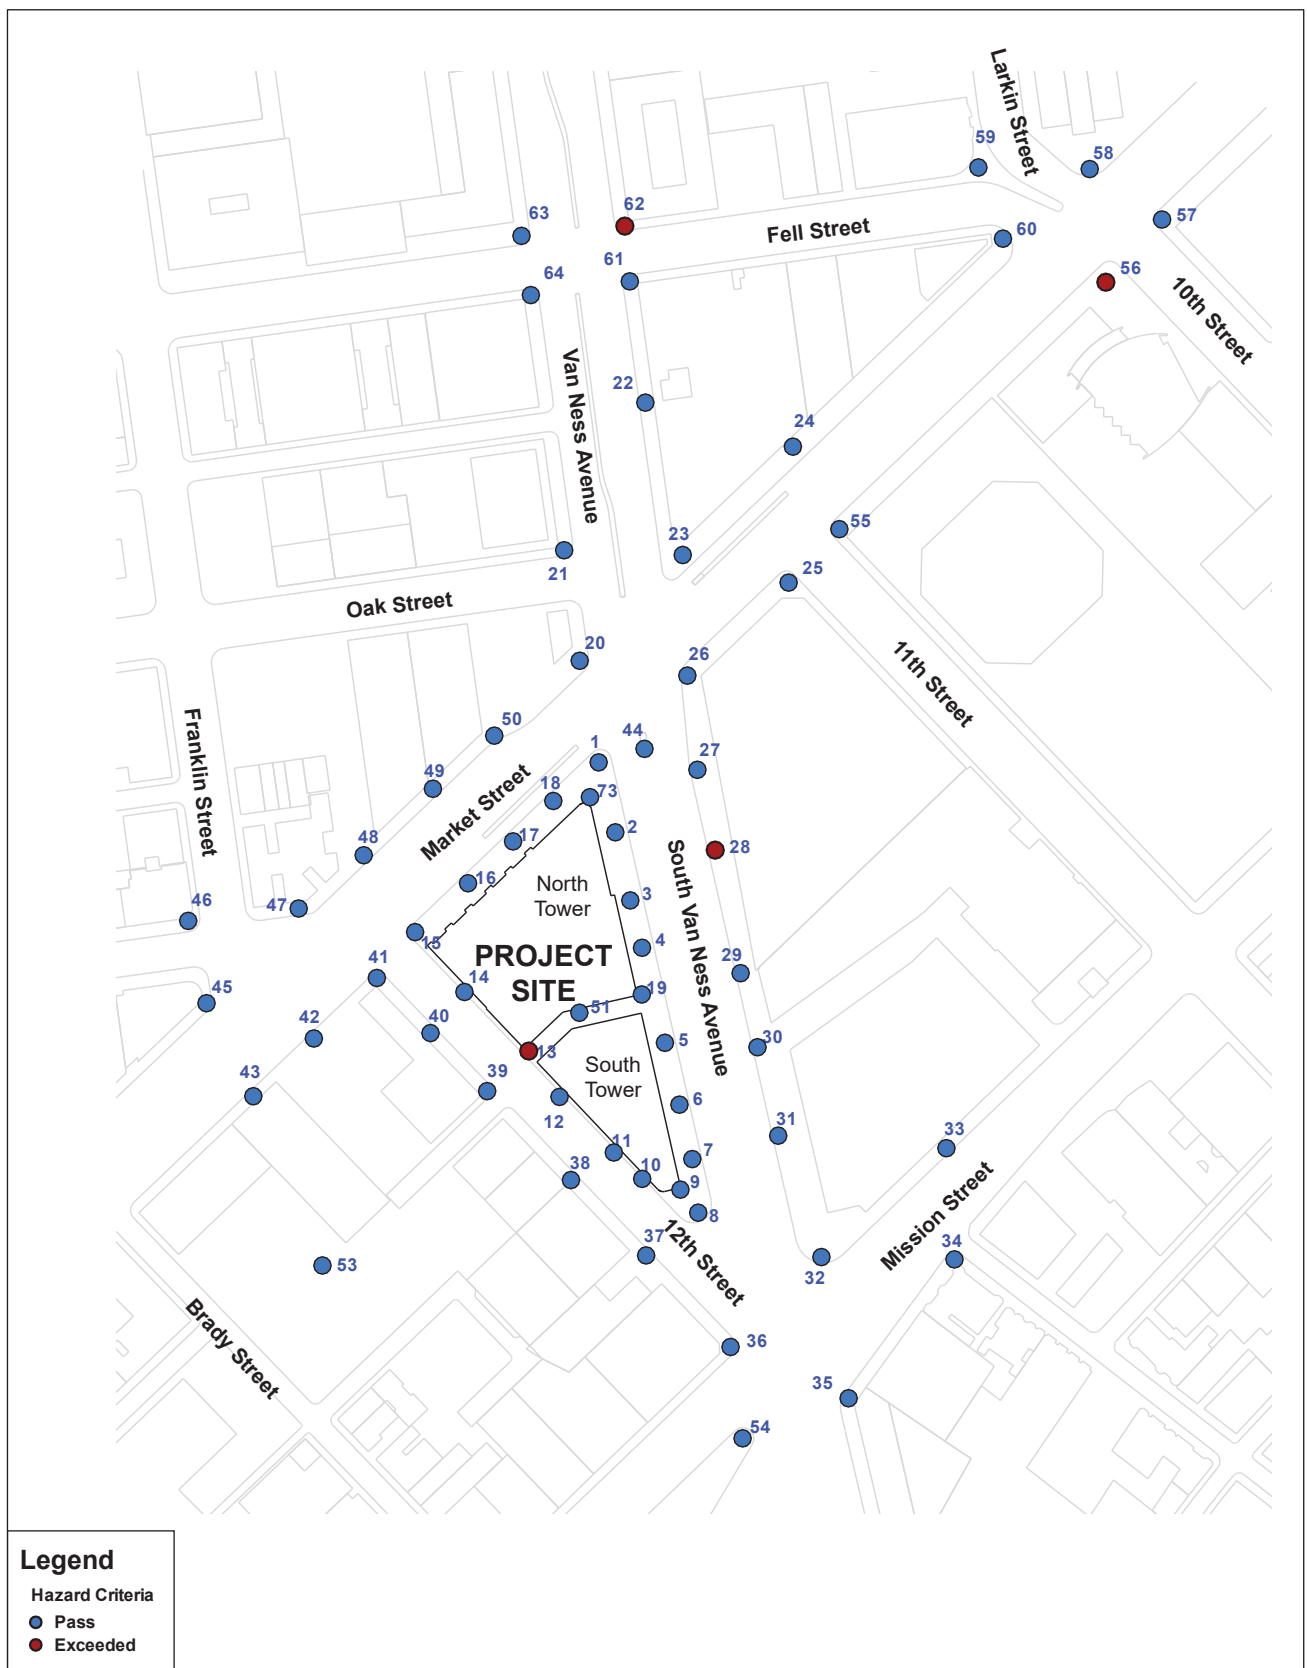 Larkin Street
59
58
62
63
57
Fell Street
60
61
56
64
10th Street
Van Ness Avenue
22
24
23
55
21
25
Oak Street
20
26
11th Street
Franklin Street
50
44
1
27
49
Market Street
18
73
2
17
48
28
South Van Ness Avenue
16
North
Tower
3
47
46
15
4
PROJECT
SITE
41
29
14
19
45
51
42
40
13
5
30
South
Tower
43
39
6
12
31
11
33
7
38
10
9
Mission Street
8
37
12th Street
34
53
32
Brady Street
36
35
54
Legend
Hazard Criteria
Pass
Exceeded